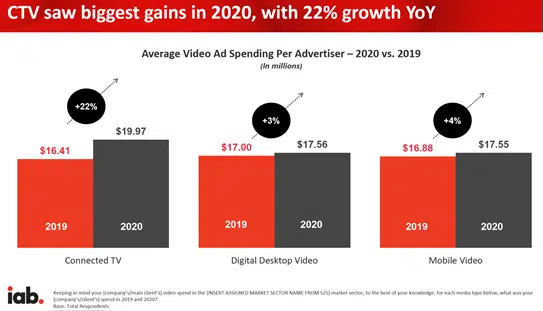 CTV saw biggest gains in 2020, with 22% growth YoY
Average Video Ad Spending Per Advertiser – 2020 vs. 2019
(In millions)
+22%
+3%
+4%
$16.41
$19.97
$17.00
$17.56
$16.88
$17.55
2019
2020
2019
2020
2019
2020
Connected TV
Digital Desktop Video
Mobile Video
iab.
Keeping in mind your [company's/main client's] video spend in the [INSERT ASSIGNED MARKET SECTOR NAME FROM S25] market sector, to the best of your knowledge, for each media type below, what was your
(company's/client's) spend in 2019 and 2020?
Base: Total Respondents